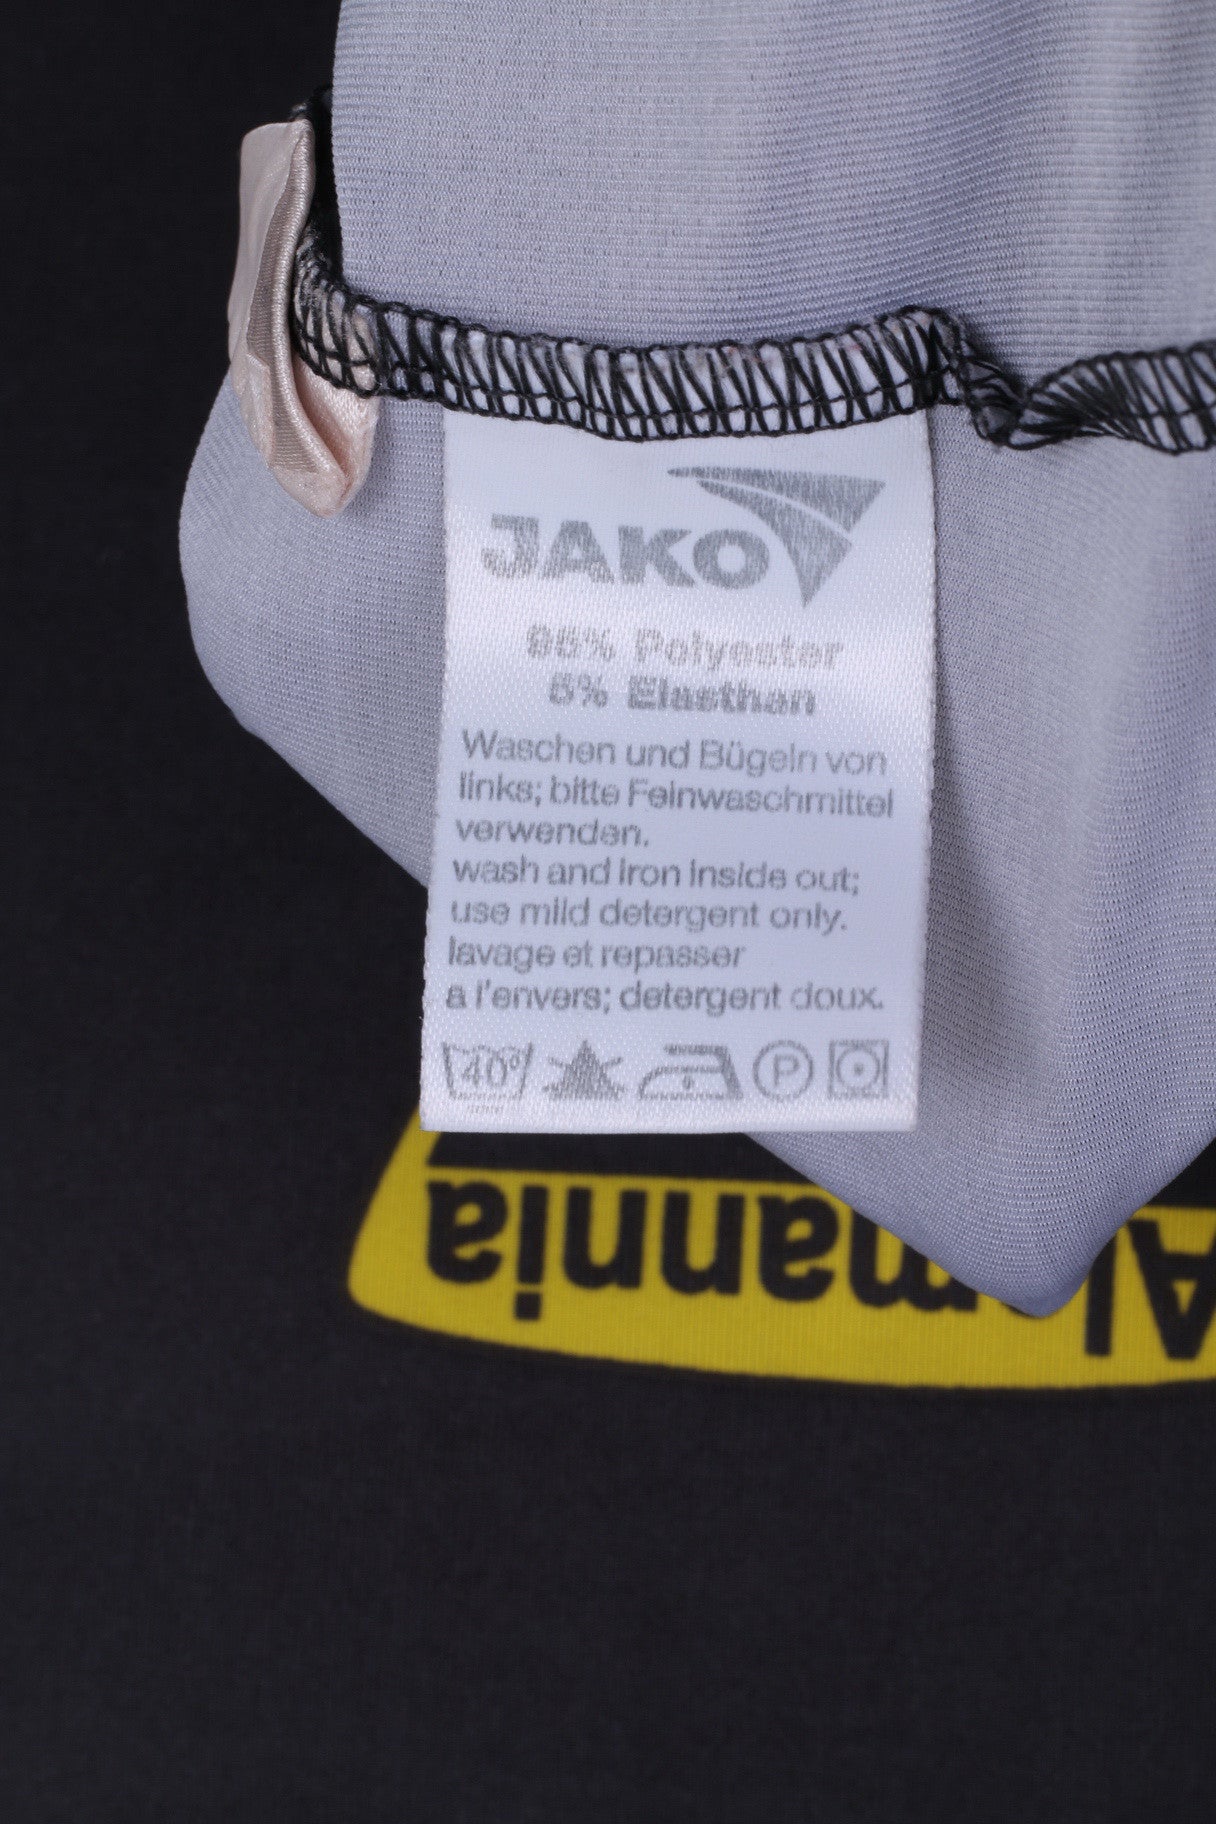 JAKO
95% Polyester
5% Elasthan
Waschen und Bügeln von
links; bitte Feinwaschmittel
verwenden.
wash and iron inside out;
use mild detergent only.
lavage et repasser
a l'envers; detergent doux.
40° P
Alemannia